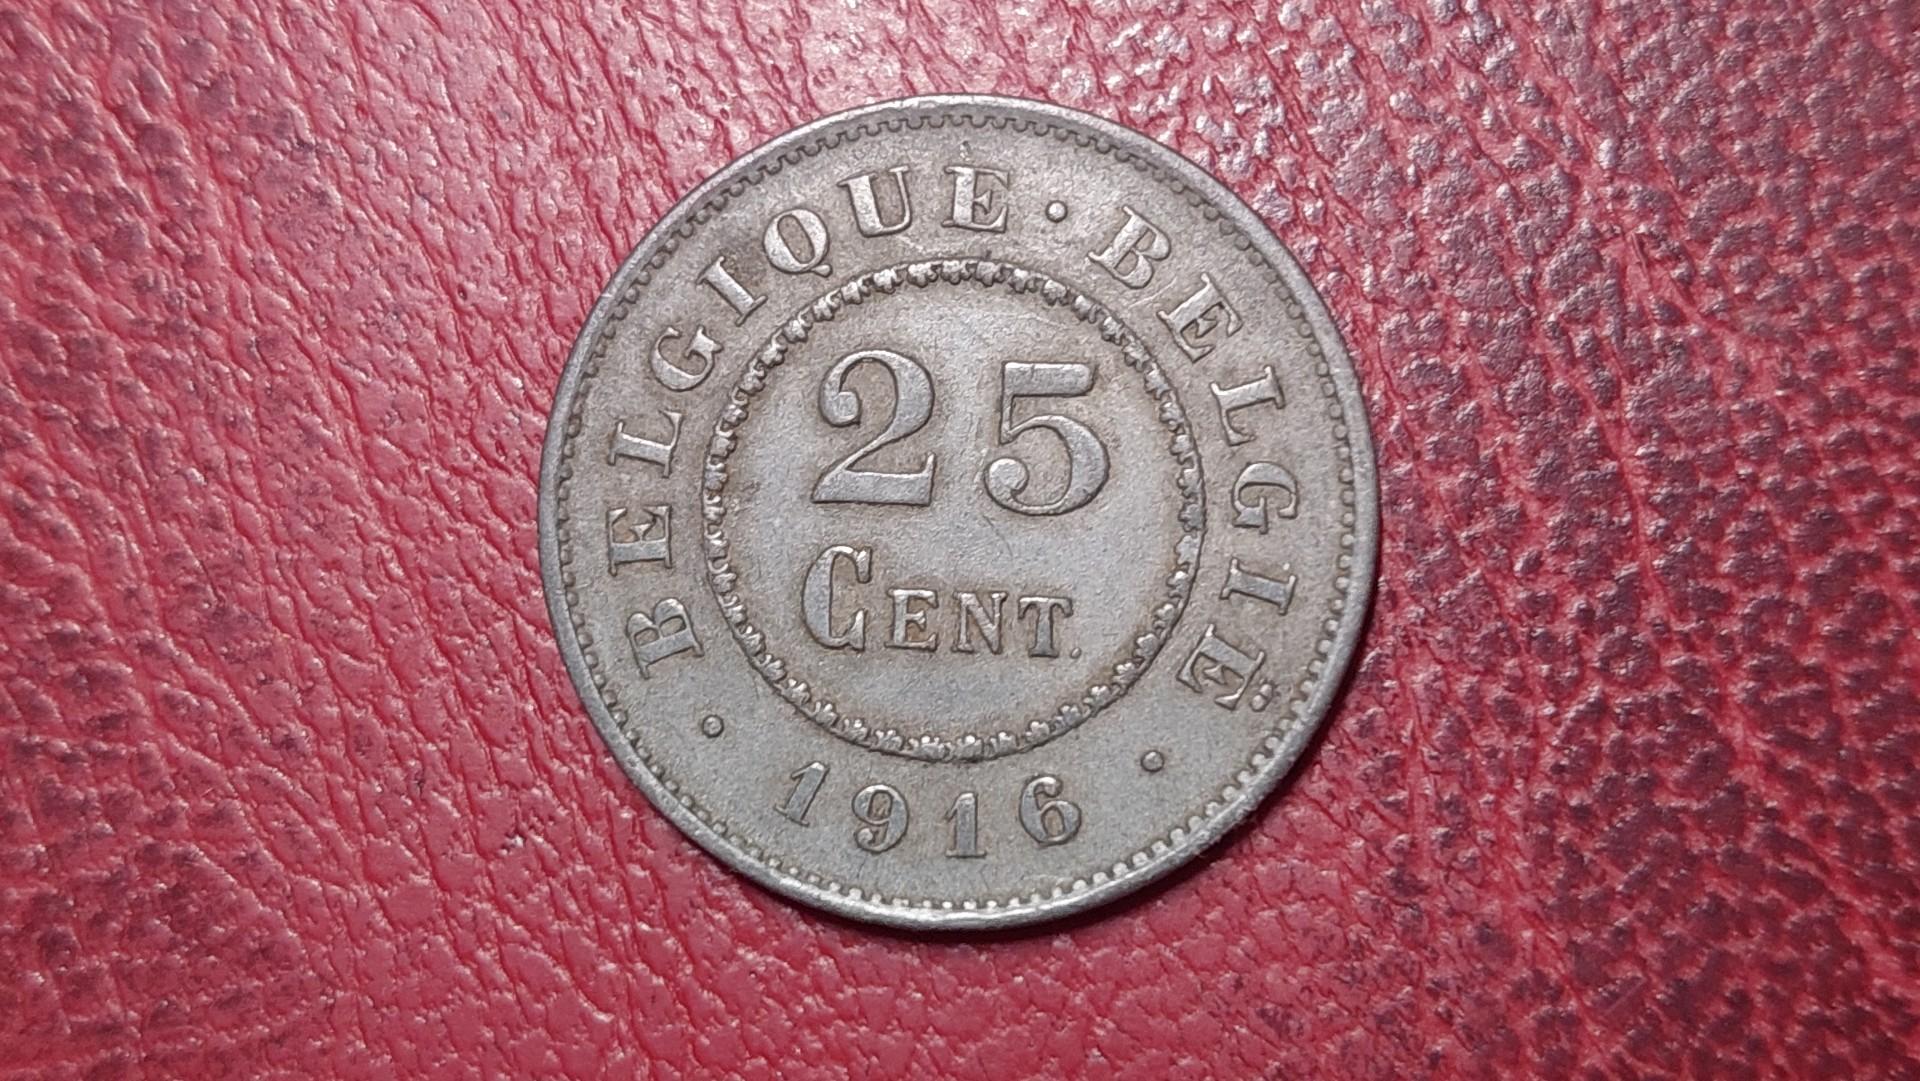 BELGIQUE · BELGIË
25
CENT.
· 1916 ·